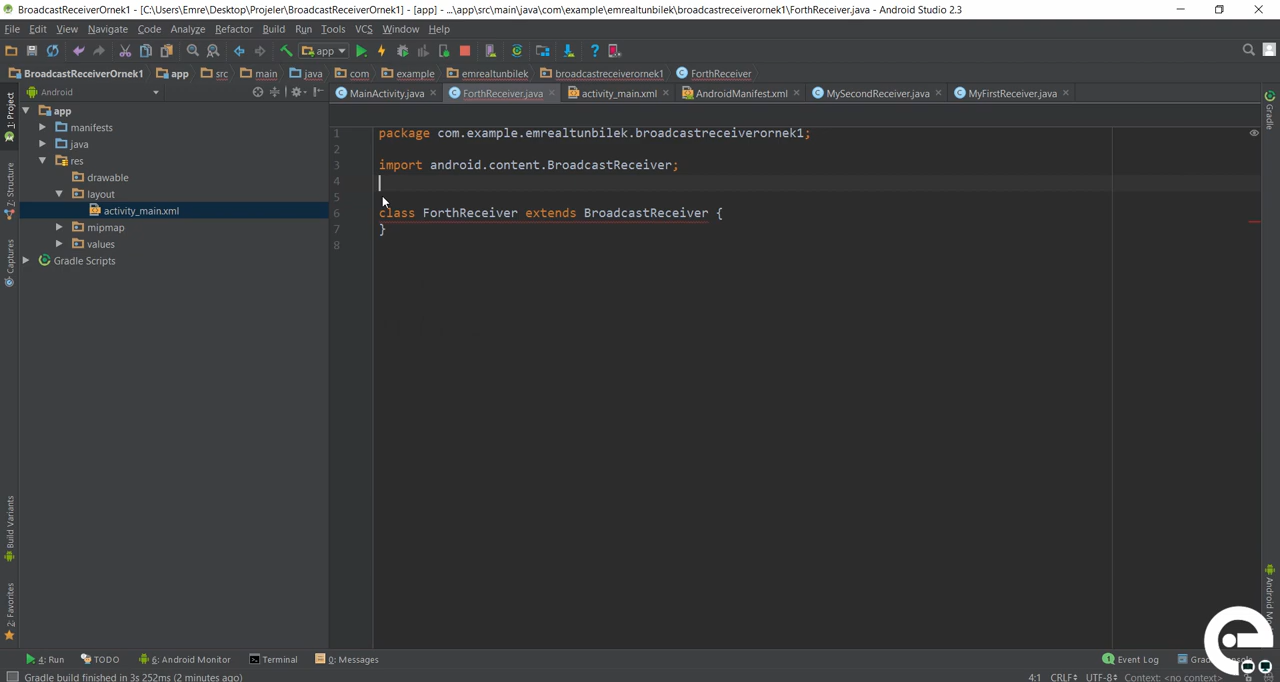 BroadcastReceiverOrnek1 - [C:\Users\Emre\Desktop\Projeler\BroadcastReceiverOrnek1] - [app] - ...\app\src\main\java\com\example\emrealtunbilek\broadcastreceiverornek1\ForthReceiver.java - Android Studio 2.3
File Edit View Navigate Code Analyze Refactor Build Run Tools VCS Window Help
app
BroadcastReceiverOrnek1 app src main java com example emrealtunbilek broadcastreceiverornek1 ForthReceiver
Android
MainActivity.java ForthReceiver.java activity_main.xml AndroidManifest.xml MySecondReceiver.java MyFirstReceiver.java
1: Project
Z: Structure
Captures
Build Variants
2: Favorites
app
manifests
java
res
drawable
layout
activity_main.xml
mipmap
values
Gradle Scripts
1 package com.example.emrealtunbilek.broadcastreceiverornek1;
2
3 import android.content.BroadcastReceiver;
4
5
6 class ForthReceiver extends BroadcastReceiver {
7 }
8
Gradle
4: Run TODO 6: Android Monitor Terminal 0: Messages
1 Event Log
Gradle build finished in 3s 252ms (2 minutes ago)
4:1 CRLF UTF-8 Context: <no context>